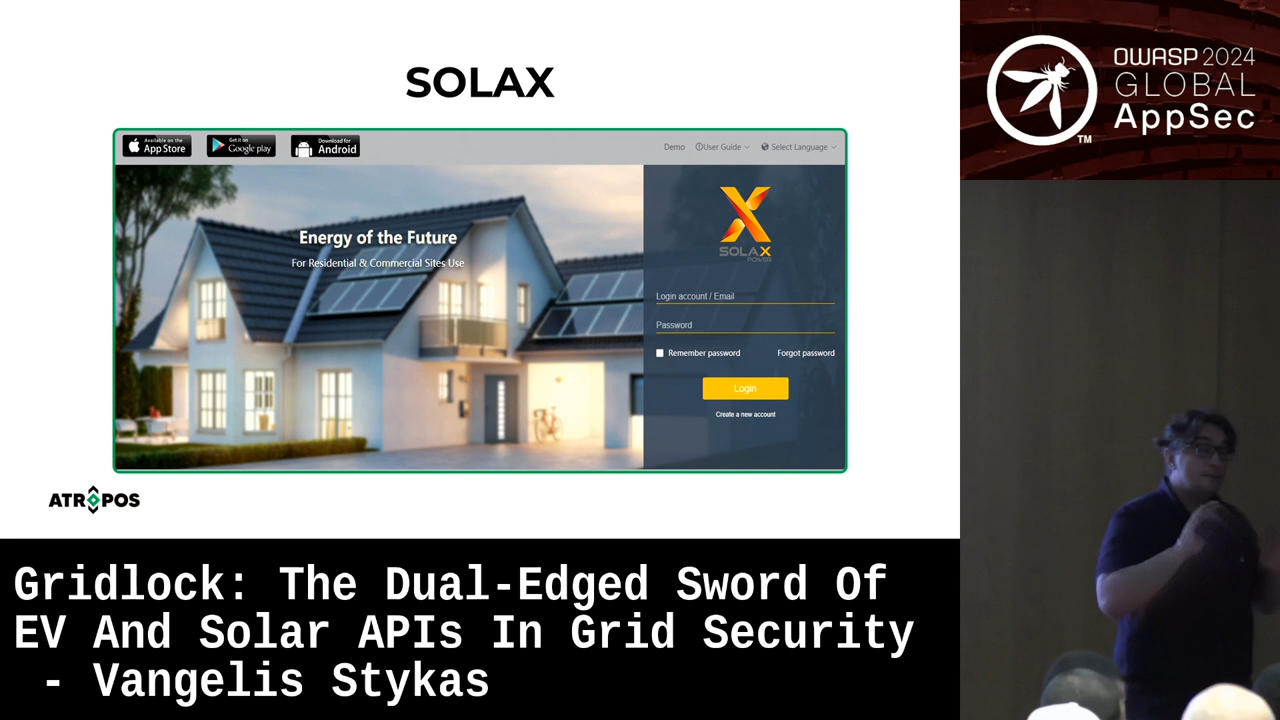 SOLAX
Available on the
App Store
Get it on
Google play
Download for
Android
Demo
User Guide
Select Language
Energy of the Future
For Residential & Commercial Sites Use
SOLAX
POWER
Login account / Email
Password
Remember password
Forgot password
Login
Create a new account
ATROPOS
OWASP 2024
GLOBAL
AppSec
TM
Gridlock: The Dual-Edged Sword Of
EV And Solar APIs In Grid Security
- Vangelis Stykas